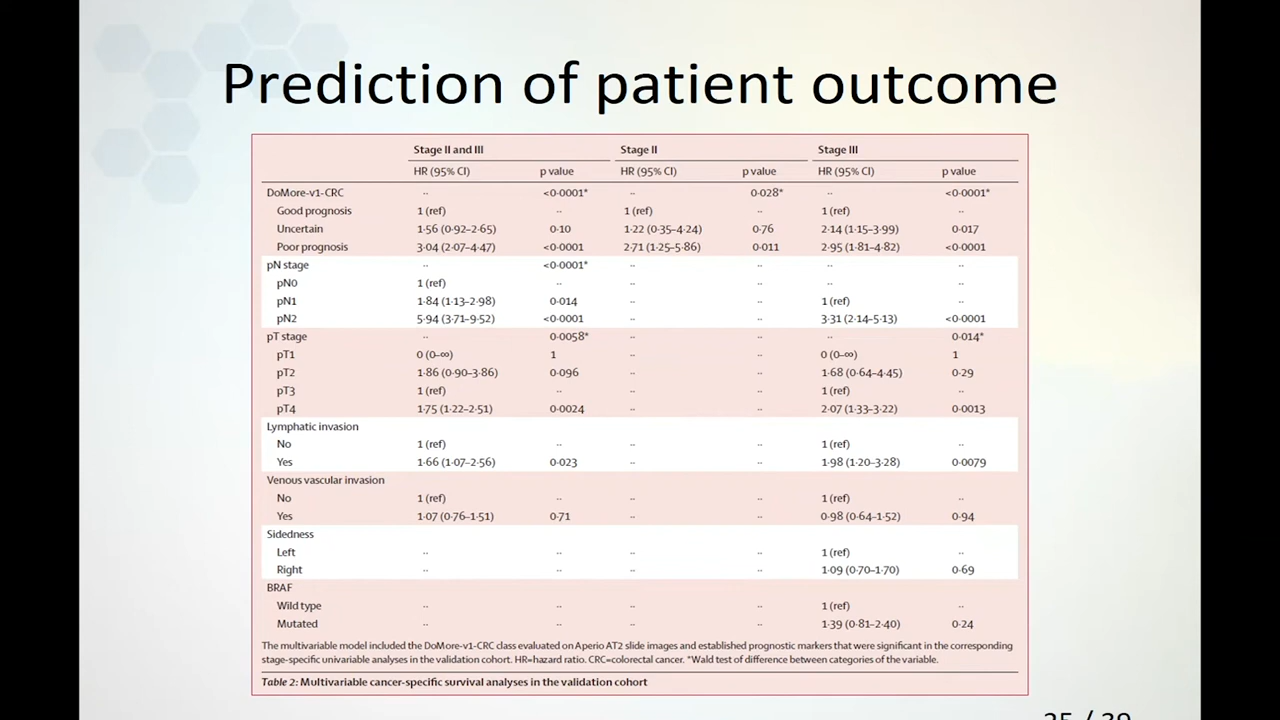 Prediction of patient outcome
Stage II and III Stage II Stage III
HR (95% CI) p value HR (95% CI) p value HR (95% CI) p value
DoMore-v1-CRC ·· <0·0001* ·· 0·028* ·· <0·0001*
Good prognosis 1 (ref) ·· 1 (ref) ·· 1 (ref) ··
Uncertain 1·56 (0·92–2·65) 0·10 1·22 (0·35–4·24) 0·76 2·14 (1·15–3·99) 0·017
Poor prognosis 3·04 (2·07–4·47) <0·0001 2·71 (1·25–5·86) 0·011 2·95 (1·81–4·82) <0·0001
pN stage ·· <0·0001* ·· ·· ·· ··
pN0 1 (ref) ·· ·· ·· ·· ··
pN1 1·84 (1·13–2·98) 0·014 ·· ·· 1 (ref) ··
pN2 5·94 (3·71–9·52) <0·0001 ·· ·· 3·31 (2·14–5·13) <0·0001
pT stage ·· 0·0058* ·· ·· ·· 0·014*
pT1 0 (0–∞) 1 ·· ·· 0 (0–∞) 1
pT2 1·86 (0·90–3·86) 0·096 ·· ·· 1·68 (0·64–4·45) 0·29
pT3 1 (ref) ·· ·· ·· 1 (ref) ··
pT4 1·75 (1·22–2·51) 0·0024 ·· ·· 2·07 (1·33–3·22) 0·0013
Lymphatic invasion
No 1 (ref) ·· ·· ·· 1 (ref) ··
Yes 1·66 (1·07–2·56) 0·023 ·· ·· 1·98 (1·20–3·28) 0·0079
Venous vascular invasion
No 1 (ref) ·· ·· ·· 1 (ref) ··
Yes 1·07 (0·76–1·51) 0·71 ·· ·· 0·98 (0·64–1·52) 0·94
Sidedness
Left ·· ·· ·· ·· 1 (ref) ··
Right ·· ·· ·· ·· 1·09 (0·70–1·70) 0·69
BRAF
Wild type ·· ·· ·· ·· 1 (ref) ··
Mutated ·· ·· ·· ·· 1·39 (0·81–2·40) 0·24
The multivariable model included the DoMore-v1-CRC class evaluated on Aperio AT2 slide images and established prognostic markers that were significant in the corresponding
stage-specific univariable analyses in the validation cohort. HR=hazard ratio. CRC=colorectal cancer. *Wald test of difference between categories of the variable.
Table 2: Multivariable cancer-specific survival analyses in the validation cohort
25 / 39